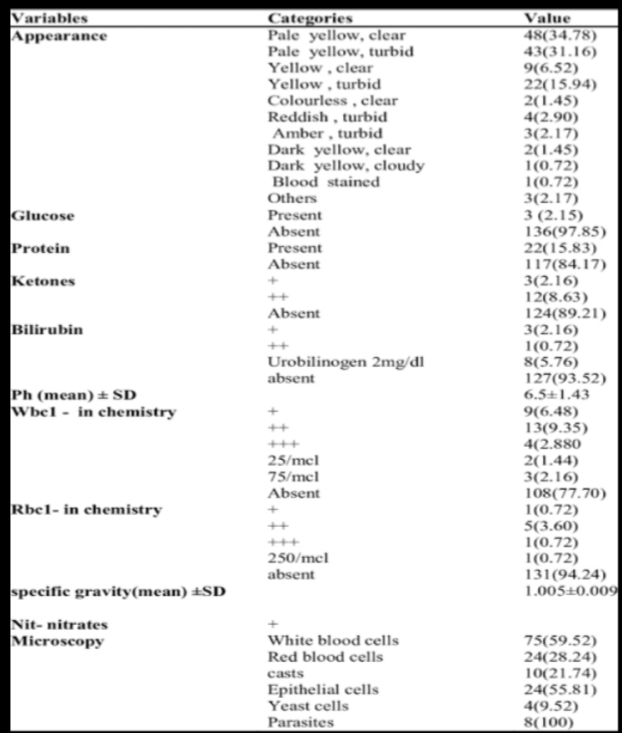 Variables Categories Value
Appearance Pale yellow, clear 48(34.78)
Pale yellow, turbid 43(31.16)
Yellow , clear 9(6.52)
Yellow , turbid 22(15.94)
Colourless , clear 2(1.45)
Reddish , turbid 4(2.90)
Amber , turbid 3(2.17)
Dark yellow, clear 2(1.45)
Dark yellow, cloudy 1(0.72)
Blood stained 1(0.72)
Others 3(2.17)
Glucose Present 3 (2.15)
Absent 136(97.85)
Protein Present 22(15.83)
Absent 117(84.17)
Ketones + 3(2.16)
++ 12(8.63)
Absent 124(89.21)
Bilirubin + 3(2.16)
++ 1(0.72)
Urobilinogen 2mg/dl 8(5.76)
absent 127(93.52)
Ph (mean) ± SD 6.5±1.43
Wbc1 - in chemistry + 9(6.48)
++ 13(9.35)
+++ 4(2.880
25/mcl 2(1.44)
75/mcl 3(2.16)
Absent 108(77.70)
Rbc1- in chemistry + 1(0.72)
++ 5(3.60)
+++ 1(0.72)
250/mcl 1(0.72)
absent 131(94.24)
specific gravity(mean) ±SD 1.005±0.009
Nit- nitrates +
Microscopy White blood cells 75(59.52)
Red blood cells 24(28.24)
casts 10(21.74)
Epithelial cells 24(55.81)
Yeast cells 4(9.52)
Parasites 8(100)